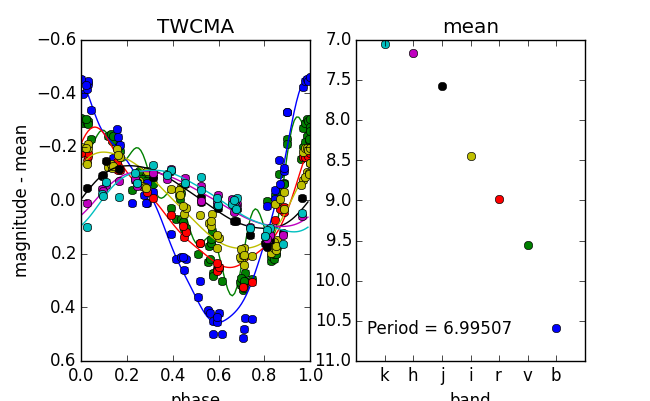 TWCMA
mean
magnitude - mean
−0.6
−0.4
−0.2
0.0
0.2
0.4
0.6
0.0 0.2 0.4 0.6 0.8 1.0
phase
7.0
7.5
8.0
8.5
9.0
9.5
10.0
10.5
11.0
Period = 6.99507
k h j i r v b
band